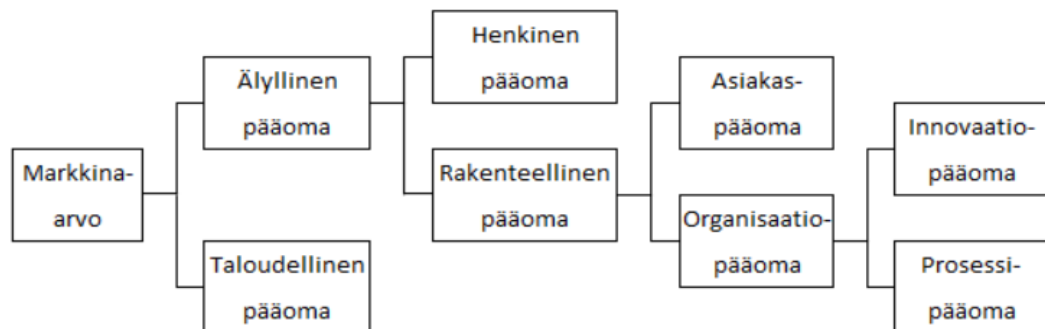 Markkina-
arvo
Älyllinen
pääoma
Taloudellinen
pääoma
Henkinen
pääoma
Rakenteellinen
pääoma
Asiakas-
pääoma
Organisaatio-
pääoma
Innovaatio-
pääoma
Prosessi-
pääoma